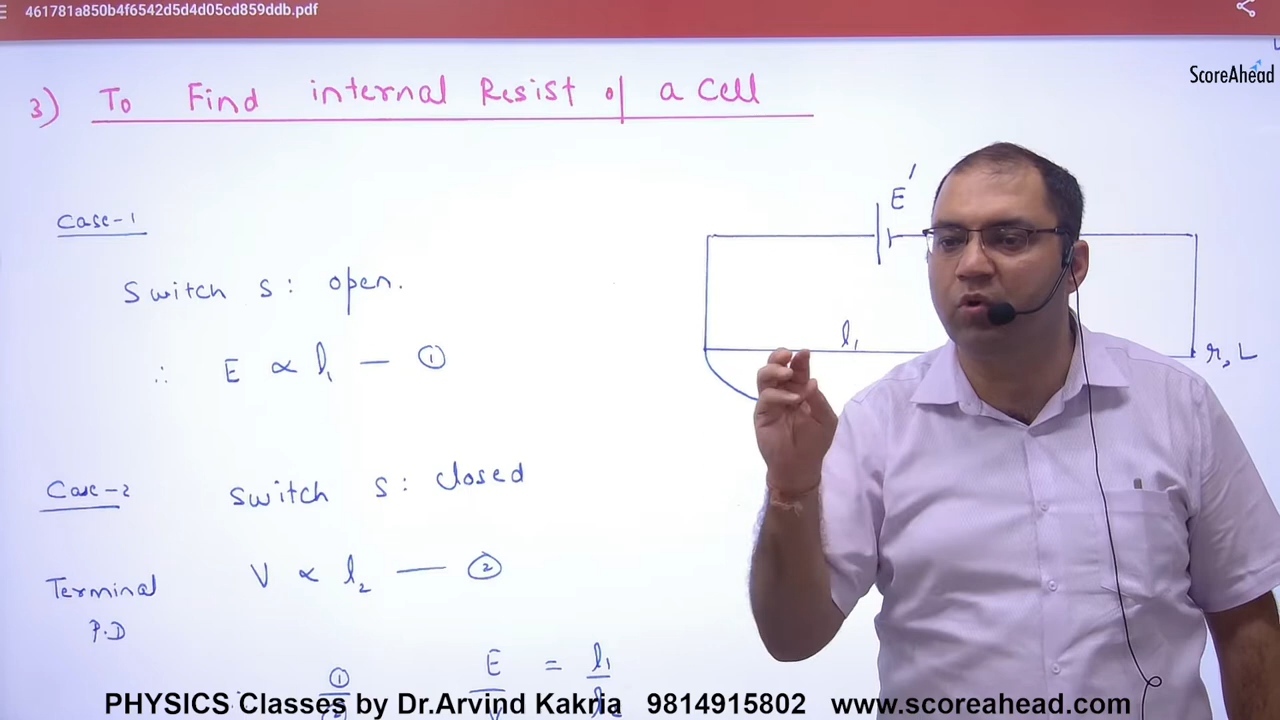 461781a850b4f6542d5d4d05cd859ddb.pdf
ScoreAhead
3) To Find internal Resist of a Cell
E'
Case-1
Switch S: open.
l₁
∴ E ∝ l₁ — ①
r, L
Case-2 Switch S: closed
V ∝ l₂ — ②
Terminal
P.D
① E = l₁
PHYSICS Classes by Dr.Arvind Kakria 9814915802 www.scoreahead.com